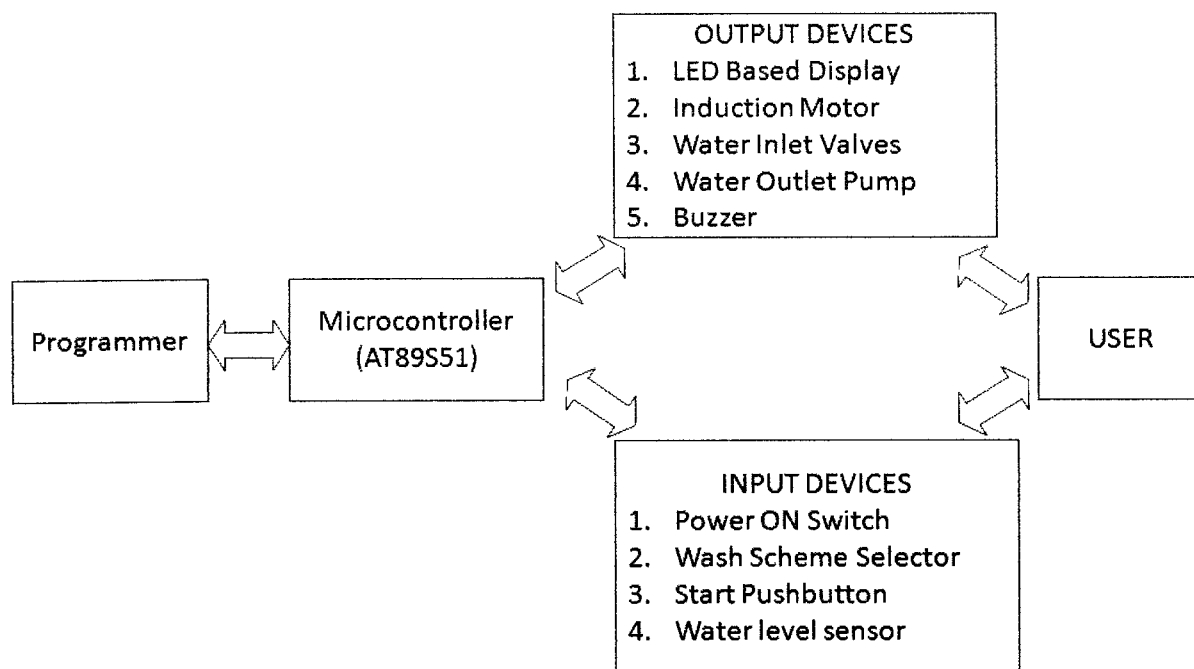 OUTPUT DEVICES
1. LED Based Display
2. Induction Motor
3. Water Inlet Valves
4. Water Outlet Pump
5. Buzzer
Programmer
Microcontroller
(AT89S51)
USER
INPUT DEVICES
1. Power ON Switch
2. Wash Scheme Selector
3. Start Pushbutton
4. Water level sensor